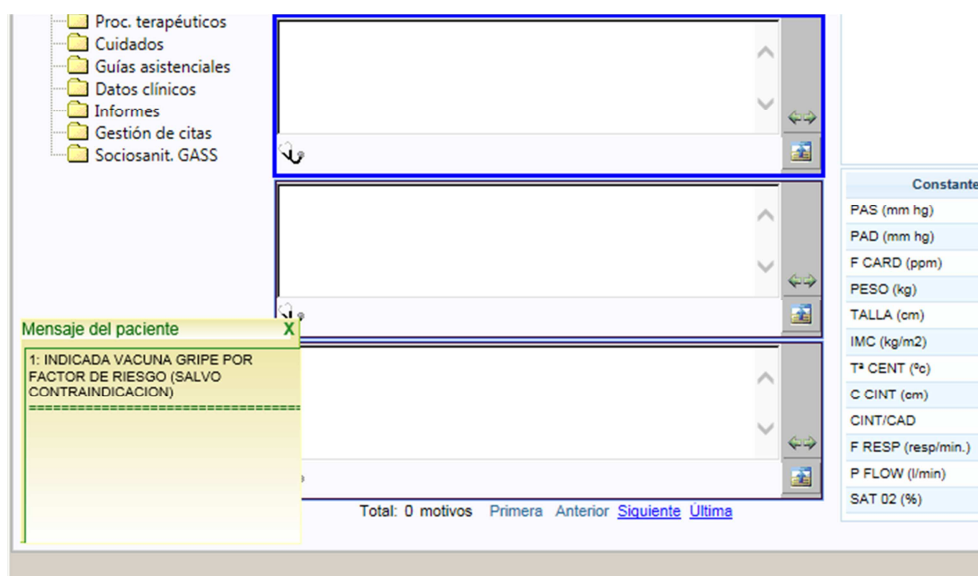 Proc. terapéuticos
Cuidados
Guías asistenciales
Datos clínicos
Informes
Gestión de citas
Sociosanit. GASS
Mensaje del paciente X
1: INDICADA VACUNA GRIPE POR
FACTOR DE RIESGO (SALVO
CONTRAINDICACION)
==================================
Total: 0 motivos Primera Anterior Siguiente Última
Constante
PAS (mm hg)
PAD (mm hg)
F CARD (ppm)
PESO (kg)
TALLA (cm)
IMC (kg/m2)
Tª CENT (ºc)
C CINT (cm)
CINT/CAD
F RESP (resp/min.)
P FLOW (l/min)
SAT 02 (%)